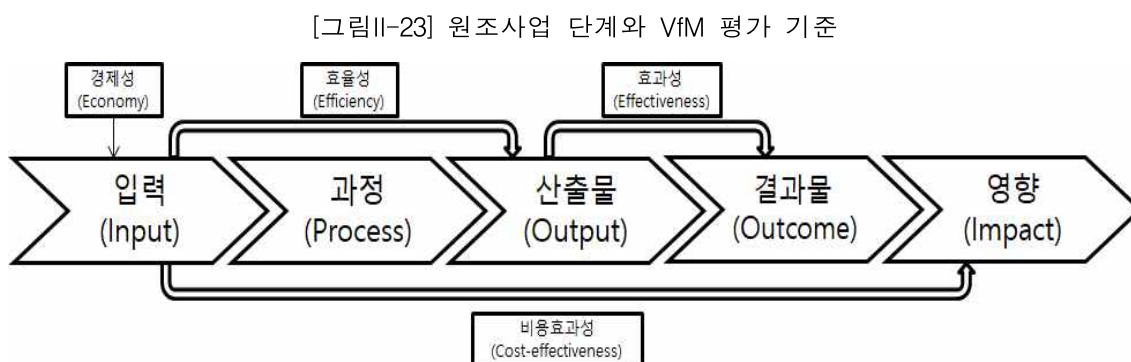 [그림II-23] 원조사업 단계와 VfM 평가 기준
경제성
(Economy)
효율성
(Efficiency)
효과성
(Effectiveness)
입력
(Input)
과정
(Process)
산출물
(Output)
결과물
(Outcome)
영향
(Impact)
비용효과성
(Cost-effectiveness)